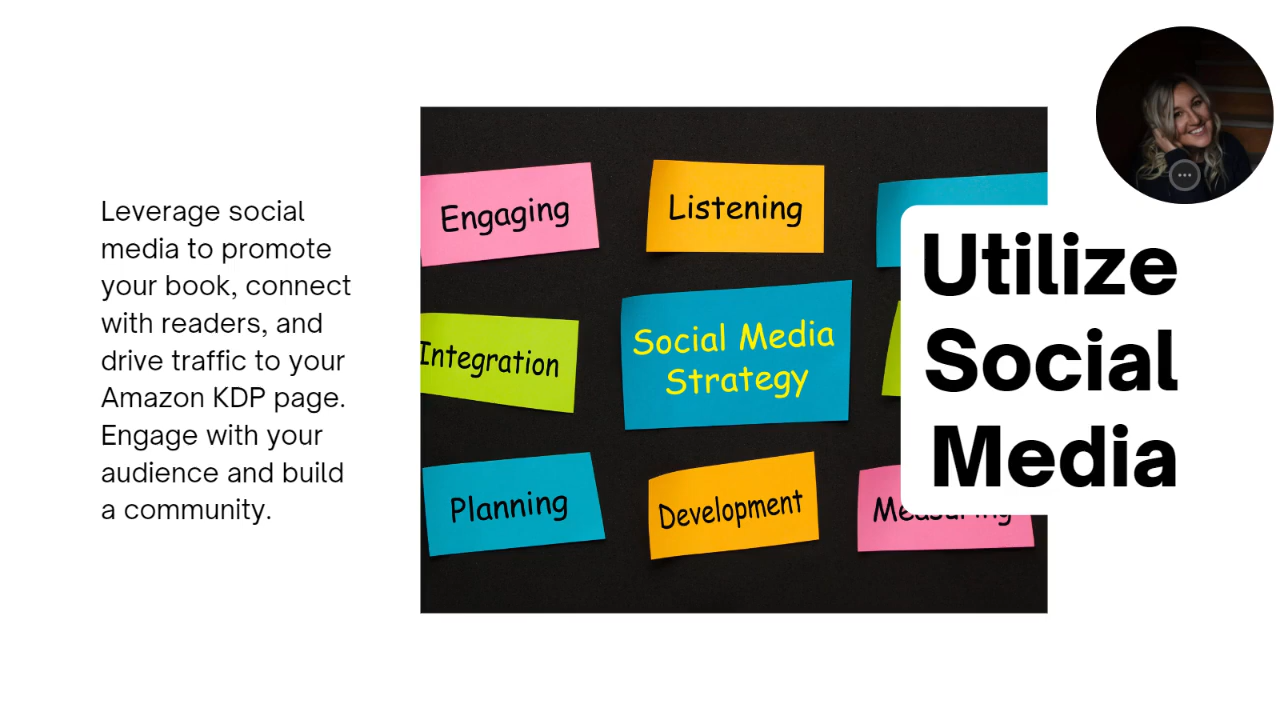 Leverage social
media to promote
your book, connect
with readers, and
drive traffic to your
Amazon KDP page.
Engage with your
audience and build
a community.
Engaging
Listening
Integration
Social Media
Strategy
Planning
Development
Utilize
Social
Media